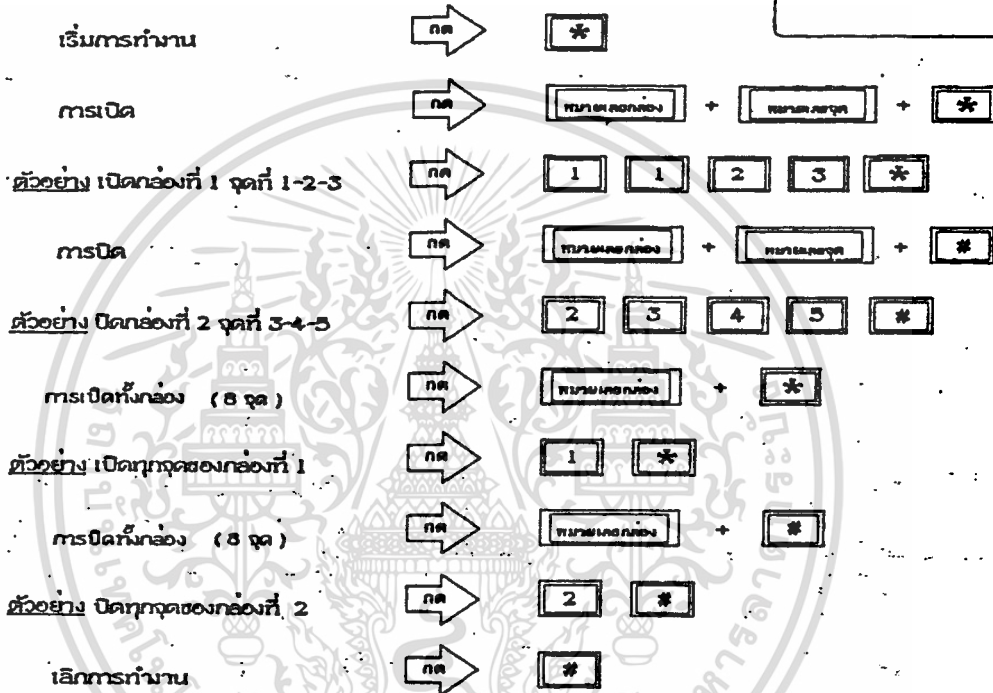 เริ่มการทำงาน กด *
การเปิด กด หมายเลขกล่อง + หมายเลขจุด + *
ตัวอย่าง เปิดกล่องที่ 1 จุดที่ 1-2-3 กด 1 1 2 3 *
การปิด กด หมายเลขกล่อง + หมายเลขจุด + #
ตัวอย่าง ปิดกล่องที่ 2 จุดที่ 3-4-5 กด 2 3 4 5 #
การเปิดทั้งกล่อง (8 จุด) กด หมายเลขกล่อง + *
ตัวอย่าง เปิดทุกจุดของกล่องที่ 1 กด 1 *
การปิดทั้งกล่อง (8 จุด) กด หมายเลขกล่อง + #
ตัวอย่าง ปิดทุกจุดของกล่องที่ 2 กด 2 #
เลิกการทำงาน กด #